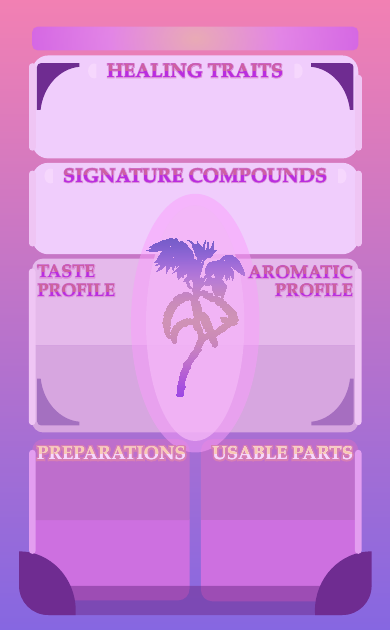 HEALING TRAITS
SIGNATURE COMPOUNDS
TASTE
PROFILE
AROMATIC
PROFILE
PREPARATIONS
USABLE PARTS